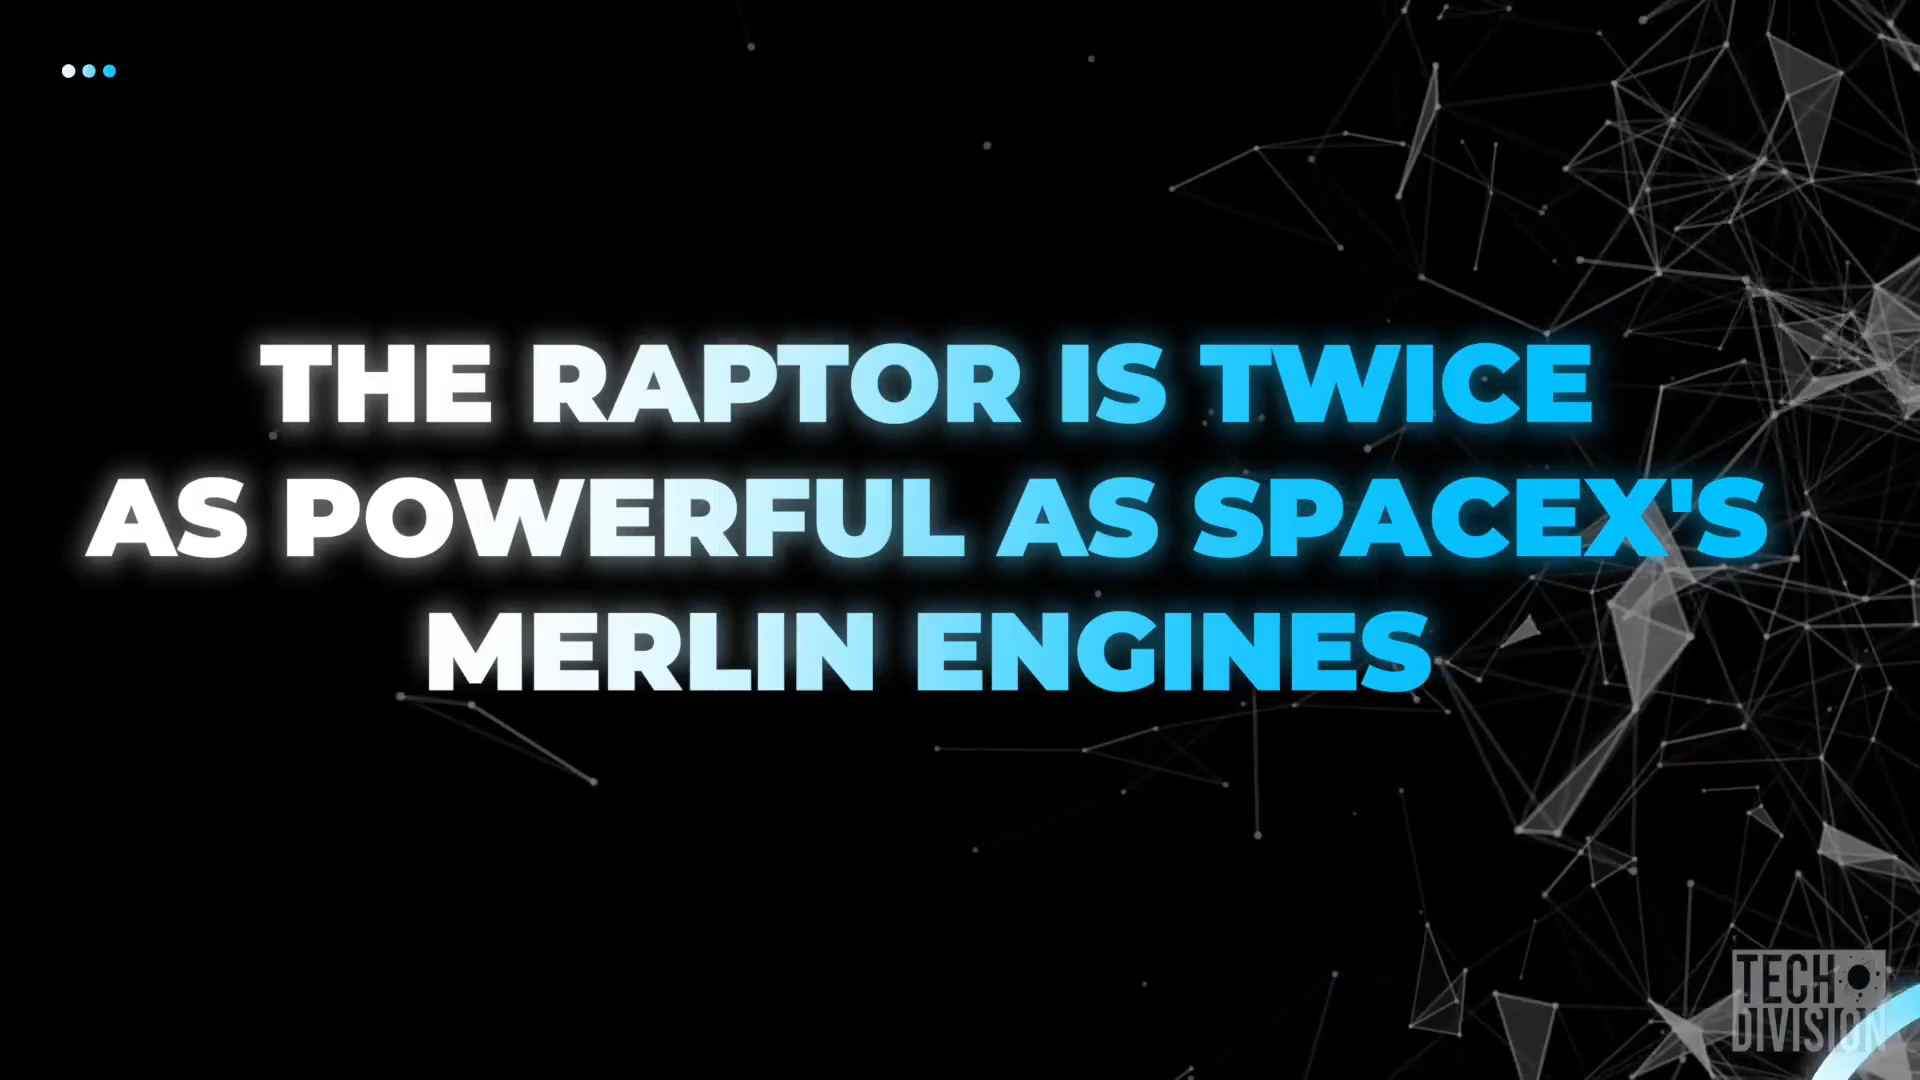 THE RAPTOR IS TWICE
AS POWERFUL AS SPACEX'S
MERLIN ENGINES
TECH
DIVISION